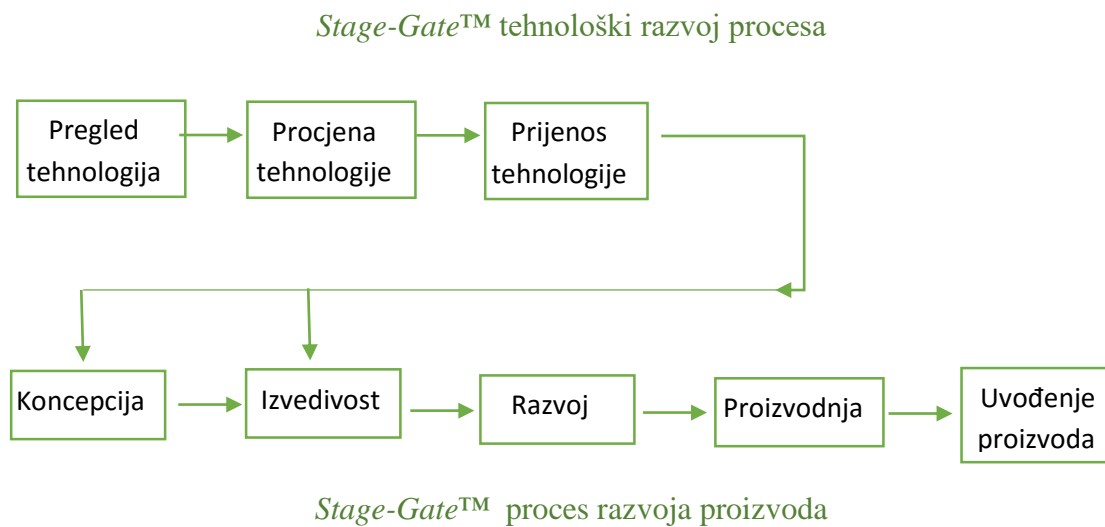 Stage-Gate™ tehnološki razvoj procesa
Pregled
tehnologija
Procjena
tehnologije
Prijenos
tehnologije
Koncepcija
Izvedivost
Razvoj
Proizvodnja
Uvođenje
proizvoda
Stage-Gate™ proces razvoja proizvoda